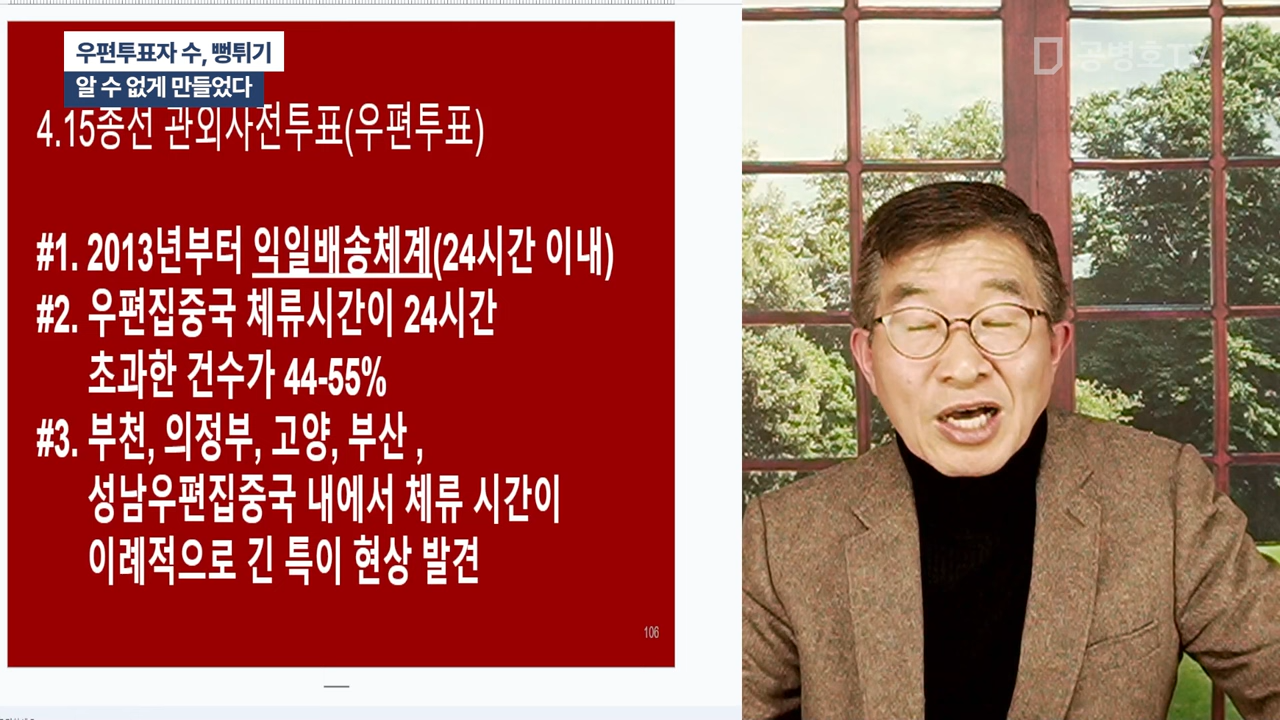 우편투표자 수, 뻥튀기
알 수 없게 만들었다
4.15총선 관외사전투표(우편투표)
#1. 2013년부터 익일배송체계(24시간 이내)
#2. 우편집중국 체류시간이 24시간
초과한 건수가 44-55%
#3. 부천, 의정부, 고양, 부산 ,
성남우편집중국 내에서 체류 시간이
이례적으로 긴 특이 현상 발견
106
공병호TV